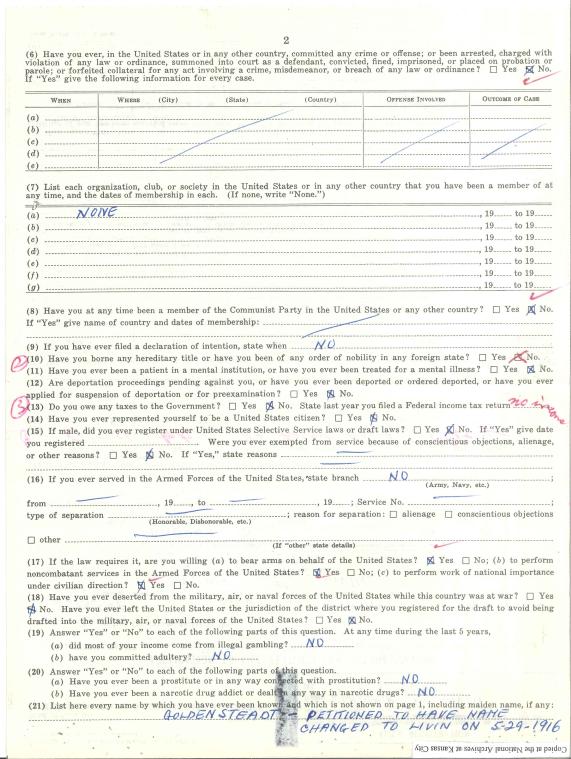 2
(6) Have you ever, in the United States or in any other country, committed any crime or offense; or been arrested, charged with
violation of any law or ordinance, summoned into court as a defendant, convicted, fined, imprisoned, or placed on probation or
parole; or forfeited collateral for any act involving a crime, misdemeanor, or breach of any law or ordinance? ☐ Yes ☒ No.
If "Yes" give the following information for every case.
WHEN WHERE (City) (State) (Country) OFFENSE INVOLVED OUTCOME OF CASE
(a)
(b)
(c)
(d)
(e)
(7) List each organization, club, or society in the United States or in any other country that you have been a member of at
any time, and the dates of membership in each. (If none, write "None.")
(a) NONE, 19 to 19
(b) , 19 to 19
(c) , 19 to 19
(d) , 19 to 19
(e) , 19 to 19
(f) , 19 to 19
(g) , 19 to 19
(8) Have you at any time been a member of the Communist Party in the United States or any other country? ☐ Yes ☒ No.
If "Yes" give name of country and dates of membership:
(9) If you have ever filed a declaration of intention, state when NO
(10) Have you borne any hereditary title or have you been of any order of nobility in any foreign state? ☐ Yes ☒ No.
(11) Have you ever been a patient in a mental institution, or have you ever been treated for a mental illness? ☐ Yes ☒ No.
(12) Are deportation proceedings pending against you, or have you ever been deported or ordered deported, or have you ever
applied for suspension of deportation or for preexamination? ☐ Yes ☒ No.
3 (13) Do you owe any taxes to the Government? ☐ Yes ☒ No. State last year you filed a Federal income tax return no income
(14) Have you ever represented yourself to be a United States citizen? ☐ Yes ☒ No.
(15) If male, did you ever register under United States Selective Service laws or draft laws? ☐ Yes ☒ No. If "Yes" give date
you registered Were you ever exempted from service because of conscientious objections, alienage,
or other reasons? ☐ Yes ☒ No. If "Yes," state reasons
(16) If you ever served in the Armed Forces of the United States, state branch NO ;
(Army, Navy, etc.)
from , 19 , to , 19 ; Service No. ;
type of separation ; reason for separation: ☐ alienage ☐ conscientious objections
(Honorable, Dishonorable, etc.)
☐ other
(If "other" state details)
(17) If the law requires it, are you willing (a) to bear arms on behalf of the United States? ☒ Yes ☐ No; (b) to perform
noncombatant services in the Armed Forces of the United States? ☒ Yes ☐ No; (c) to perform work of national importance
under civilian direction? ☒ Yes ☐ No.
(18) Have you ever deserted from the military, air, or naval forces of the United States while this country was at war? ☐ Yes
☒ No. Have you ever left the United States or the jurisdiction of the district where you registered for the draft to avoid being
drafted into the military, air, or naval forces of the United States? ☐ Yes ☒ No.
(19) Answer "Yes" or "No" to each of the following parts of this question. At any time during the last 5 years,
(a) did most of your income come from illegal gambling? NO
(b) have you committed adultery? NO
(20) Answer "Yes" or "No" to each of the following parts of this question.
(a) Have you ever been a prostitute or in any way connected with prostitution? NO
(b) Have you ever been a narcotic drug addict or dealt in any way in narcotic drugs? NO
(21) List here every name by which you have ever been known and which is not shown on page 1, including maiden name, if any:
GOLDENSTEADT - PETITIONED TO HAVE NAME
CHANGED TO LIVIN ON 5-29-1916
Copied at the National Archives at Kansas City